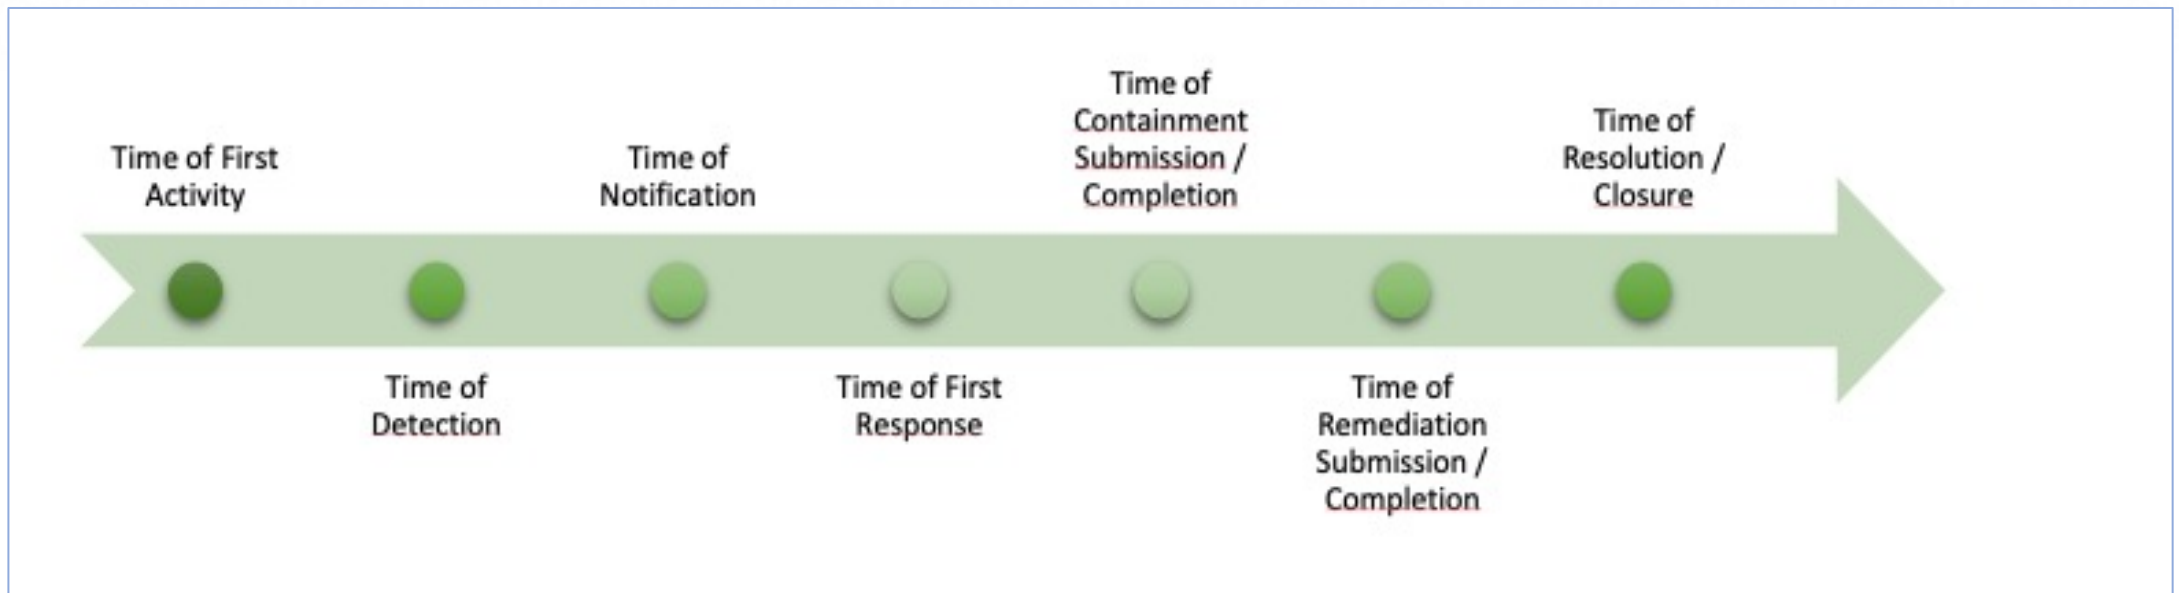 Time of First
Activity
Time of
Detection
Time of
Notification
Time of First
Response
Time of
Containment
Submission /
Completion
Time of
Remediation
Submission /
Completion
Time of
Resolution /
Closure